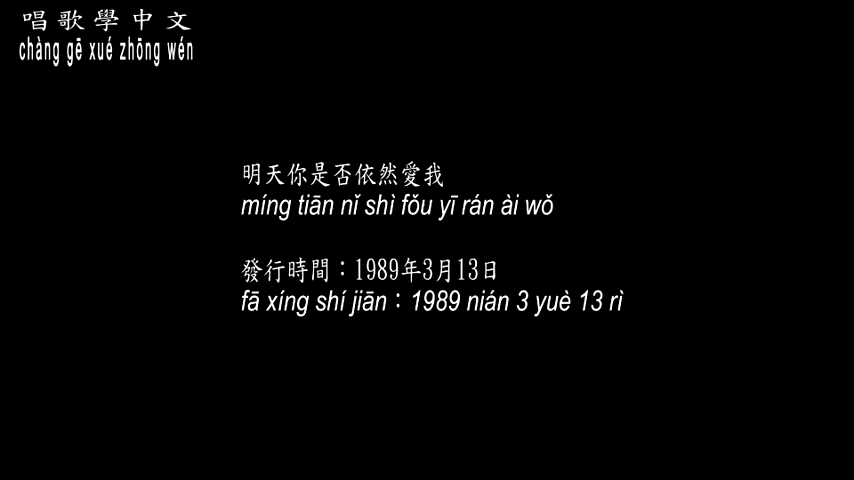 唱歌學中文
chàng gē xué zhōng wén
明天你是否依然愛我
míng tiān nǐ shì fǒu yī rán ài wǒ
發行時間：1989年3月13日
fā xíng shí jiān：1989 nián 3 yuè 13 rì